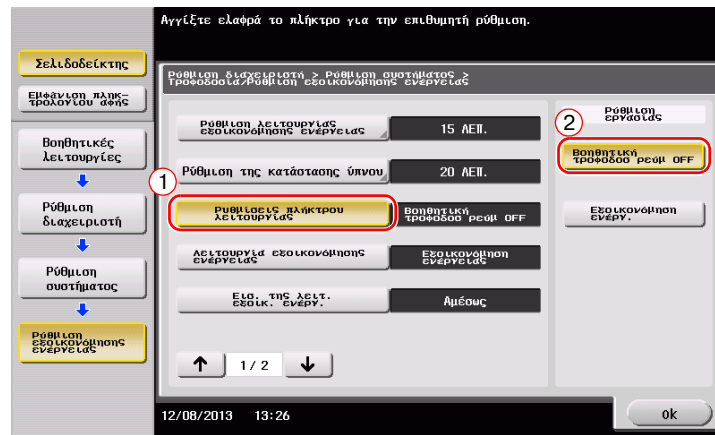 Αγγίξτε ελαφρά το πλήκτρο για την επιθυμητή ρύθμιση.
Σελιδοδείκτης
Εμφάνιση πληκ-
τρολογίου αφής
Βοηθητικές
λειτουργίες
Ρύθμιση
διαχειριστή
Ρύθμιση
συστήματος
Ρύθμιση
εξοικονόμησης
ενέργειας
Ρύθμιση διαχειριστή > Ρύθμιση συστήματος >
Τροφοδοσία/Ρύθμιση εξοικονόμησης ενέργειας
Ρύθμιση λειτουργίας
εξοικονόμησης ενέργειας
15 ΛΕΠ.
Ρύθμιση της κατάστασης ύπνου
20 ΛΕΠ.
1
Ρυθμίσεις πλήκτρου
λειτουργίας
Βοηθητική
τροφοδοσ ρεύμ OFF
Λειτουργία εξοικονόμησης
ενέργειας
Εξοικονόμηση
ενέργειας
Εισ. της λειτ.
εξοικ. ενέργ.
Αμέσως
↑ 1/ 2 ↓
Ρύθμιση
εργασίας
2
Βοηθητική
τροφοδοσ ρεύμ OFF
Εξοικονόμηση
ενέργ.
12/08/2013 13:26
ok